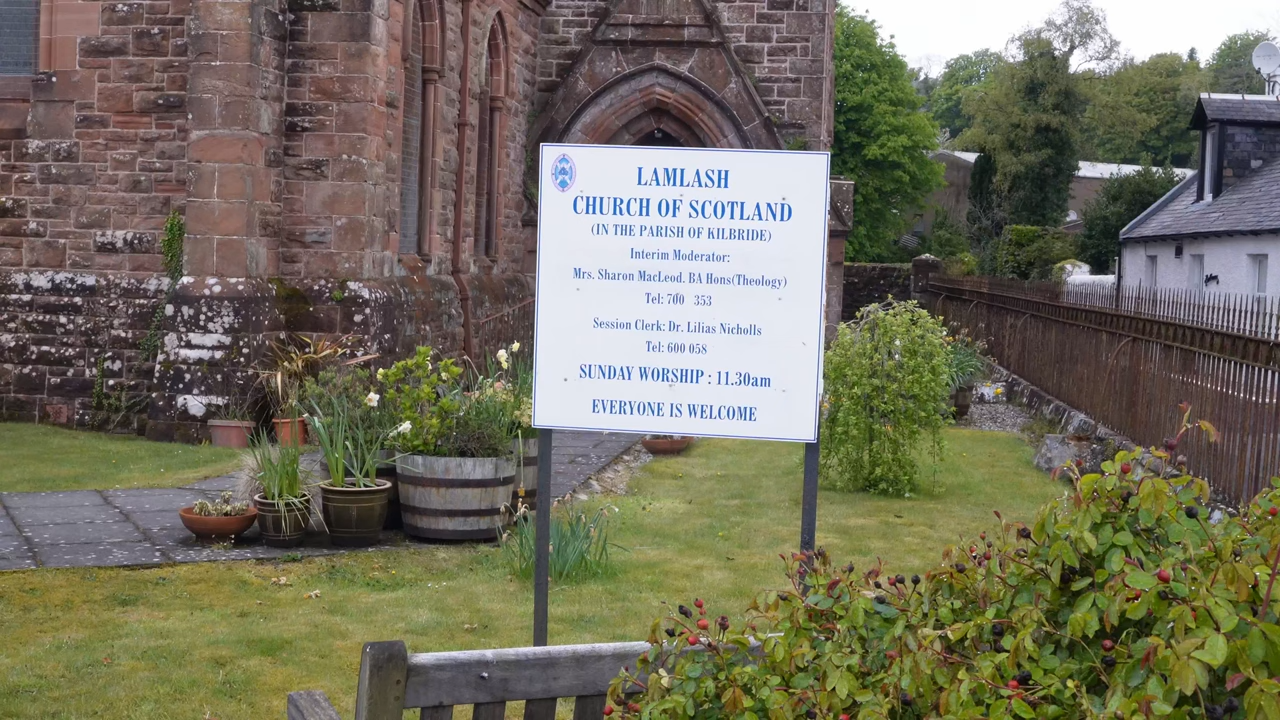 LAMLASH
CHURCH OF SCOTLAND
(IN THE PARISH OF KILBRIDE)
Interim Moderator:
Mrs. Sharon MacLeod. BA Hons(Theology)
Tel: 700 353
Session Clerk: Dr. Lilias Nicholls
Tel: 600 058
SUNDAY WORSHIP : 11.30am
EVERYONE IS WELCOME